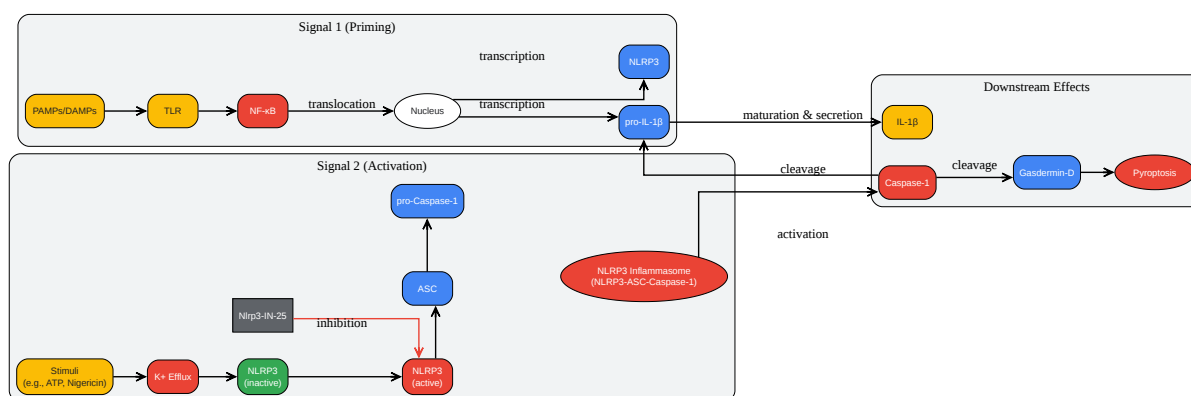 Signal 1 (Priming)
transcription
NLRP3
PAMPs/DAMPs
TLR
NF-κB
translocation
Nucleus
transcription
pro-IL-1β
maturation & secretion
Downstream Effects
IL-1β
cleavage
Caspase-1
cleavage
Gasdermin-D
Pyroptosis
Signal 2 (Activation)
pro-Caspase-1
activation
NLRP3 Inflammasome
(NLRP3-ASC-Caspase-1)
ASC
Nlrp3-IN-25
inhibition
Stimuli
(e.g., ATP, Nigericin)
K+ Efflux
NLRP3
(inactive)
NLRP3
(active)